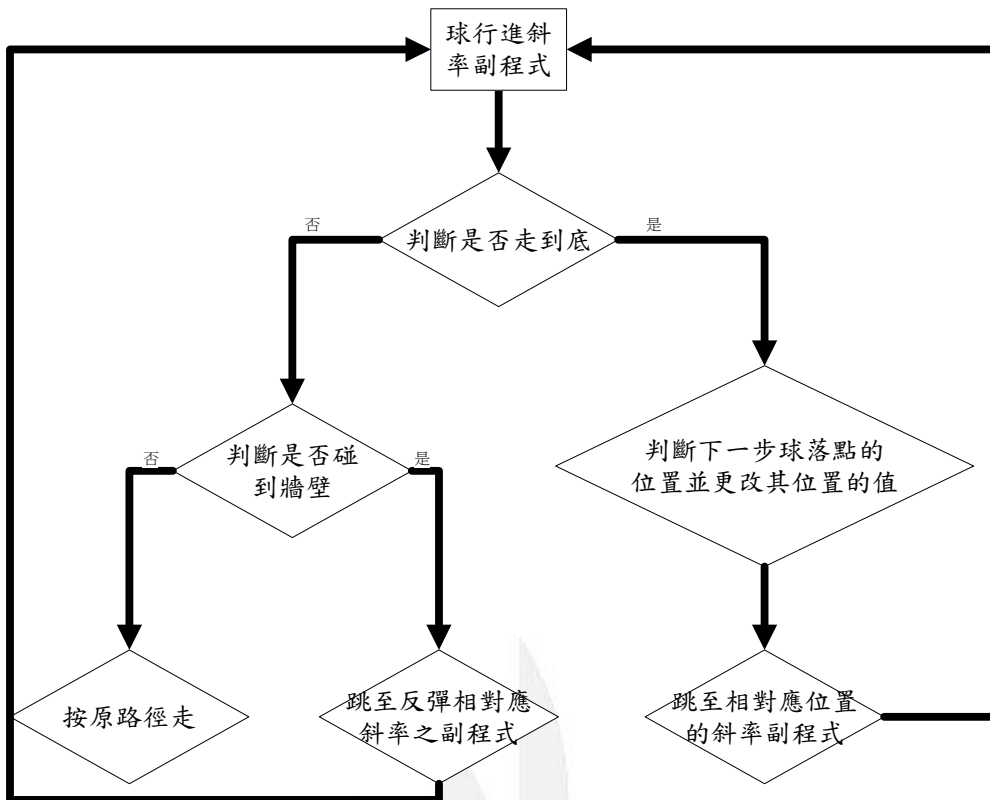 球行進斜
率副程式
否
是
判斷是否走到底
否
判斷是否碰
到牆壁
是
判斷下一步球落點的
位置並更改其位置的值
按原路徑走
跳至反彈相對應
斜率之副程式
跳至相對應位置
的斜率副程式